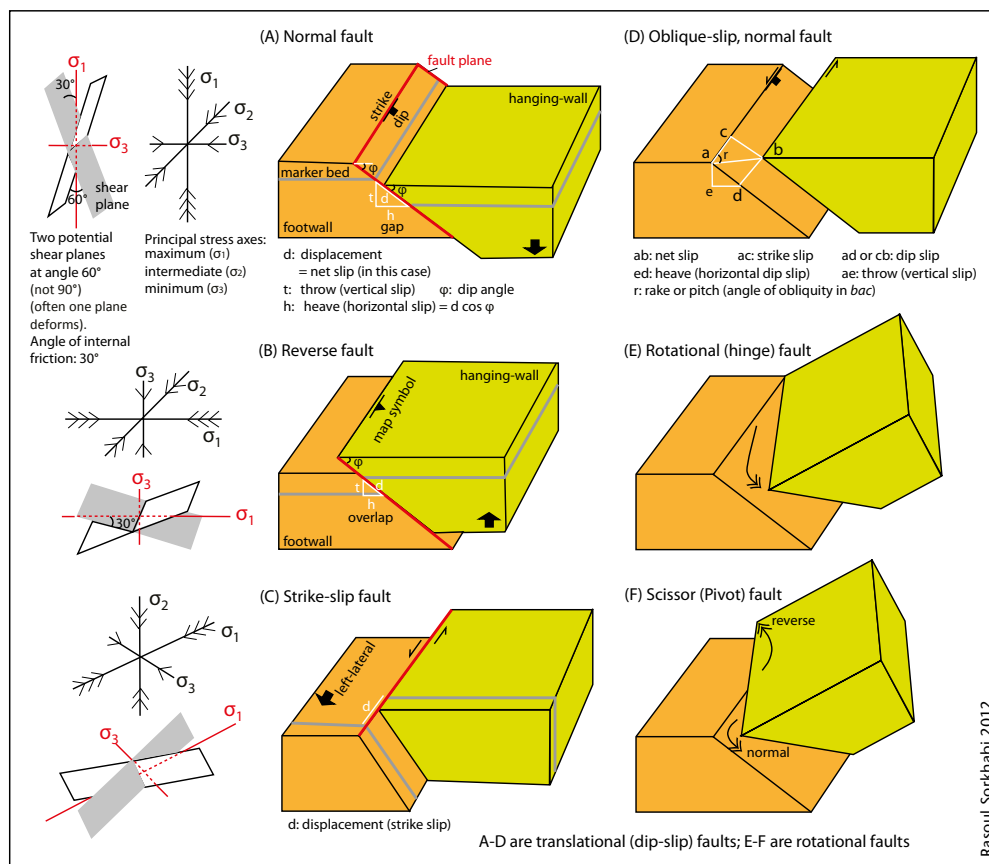 (A) Normal fault
fault plane
hanging-wall
strike
dip
φ
marker bed
φ
t d
h
gap
footwall
d: displacement
= net slip (in this case)
t: throw (vertical slip) φ: dip angle
h: heave (horizontal slip) = d cos φ
σ1
30°
σ3
60°
shear
plane
σ1
σ2
σ3
Two potential
shear planes
at angle 60°
(not 90°)
(often one plane
deforms).
Angle of internal
friction: 30°
Principal stress axes:
maximum (σ1)
intermediate (σ2)
minimum (σ3)
(D) Oblique-slip, normal fault
c
a r b
e d
ab: net slip ac: strike slip ad or cb: dip slip
ed: heave (horizontal dip slip) ae: throw (vertical slip)
r: rake or pitch (angle of obliquity in bac)
(B) Reverse fault
hanging-wall
map symbol
φ
t d
h
overlap
footwall
σ3
σ2
σ1
σ3
30°
σ1
(E) Rotational (hinge) fault
(C) Strike-slip fault
left-lateral
d
d: displacement (strike slip)
σ2
σ1
σ3
σ1
σ3
(F) Scissor (Pivot) fault
reverse
normal
A-D are translational (dip-slip) faults; E-F are rotational faults
Rasoul Sorkhabi 2012